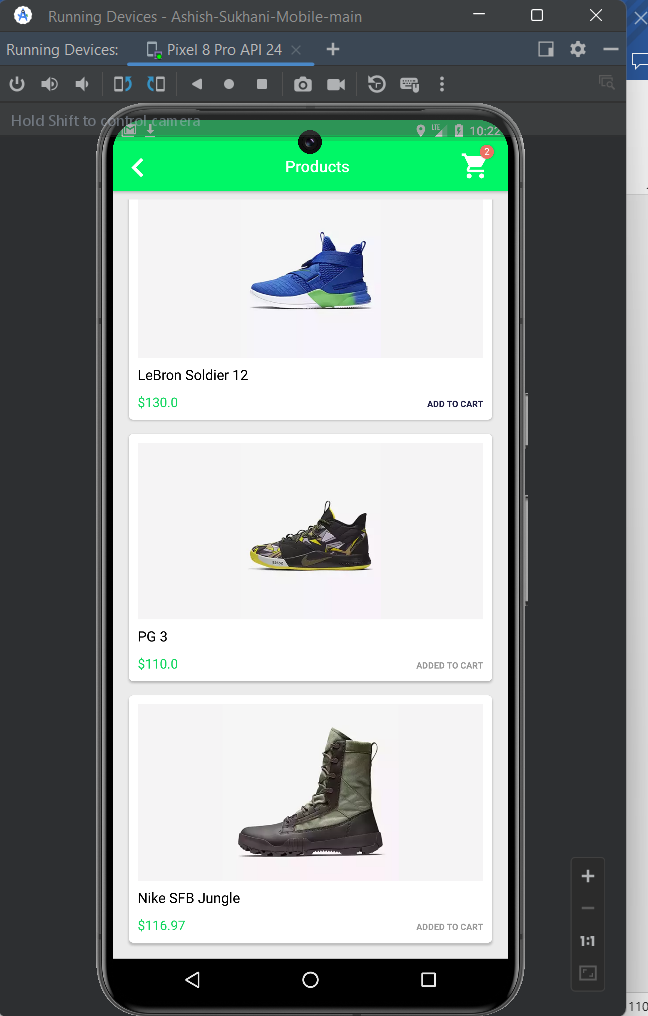 Running Devices - Ashish-Sukhani-Mobile-main
Running Devices: Pixel 8 Pro API 24
Hold Shift to control camera
LTE 10:22
Products 2
LeBron Soldier 12
$130.0 ADD TO CART
PG 3
$110.0 ADDED TO CART
Nike SFB Jungle
$116.97 ADDED TO CART
1:1
110